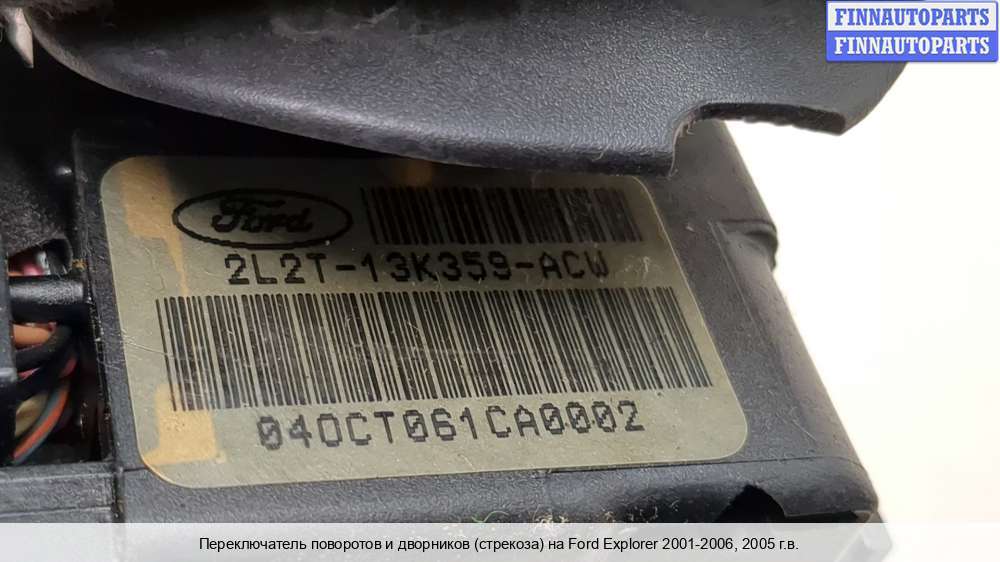 FINNAUTOPARTS
FINNAUTOPARTS
Ford
2L2T-13K359-ACW
04OCT061CA0002
Переключатель поворотов и дворников (стрекоза) на Ford Explorer 2001-2006, 2005 г.в.